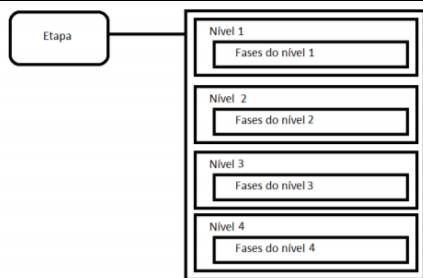 Etapa
Nível 1
Fases do nível 1
Nível 2
Fases do nível 2
Nível 3
Fases do nível 3
Nível 4
Fases do nível 4